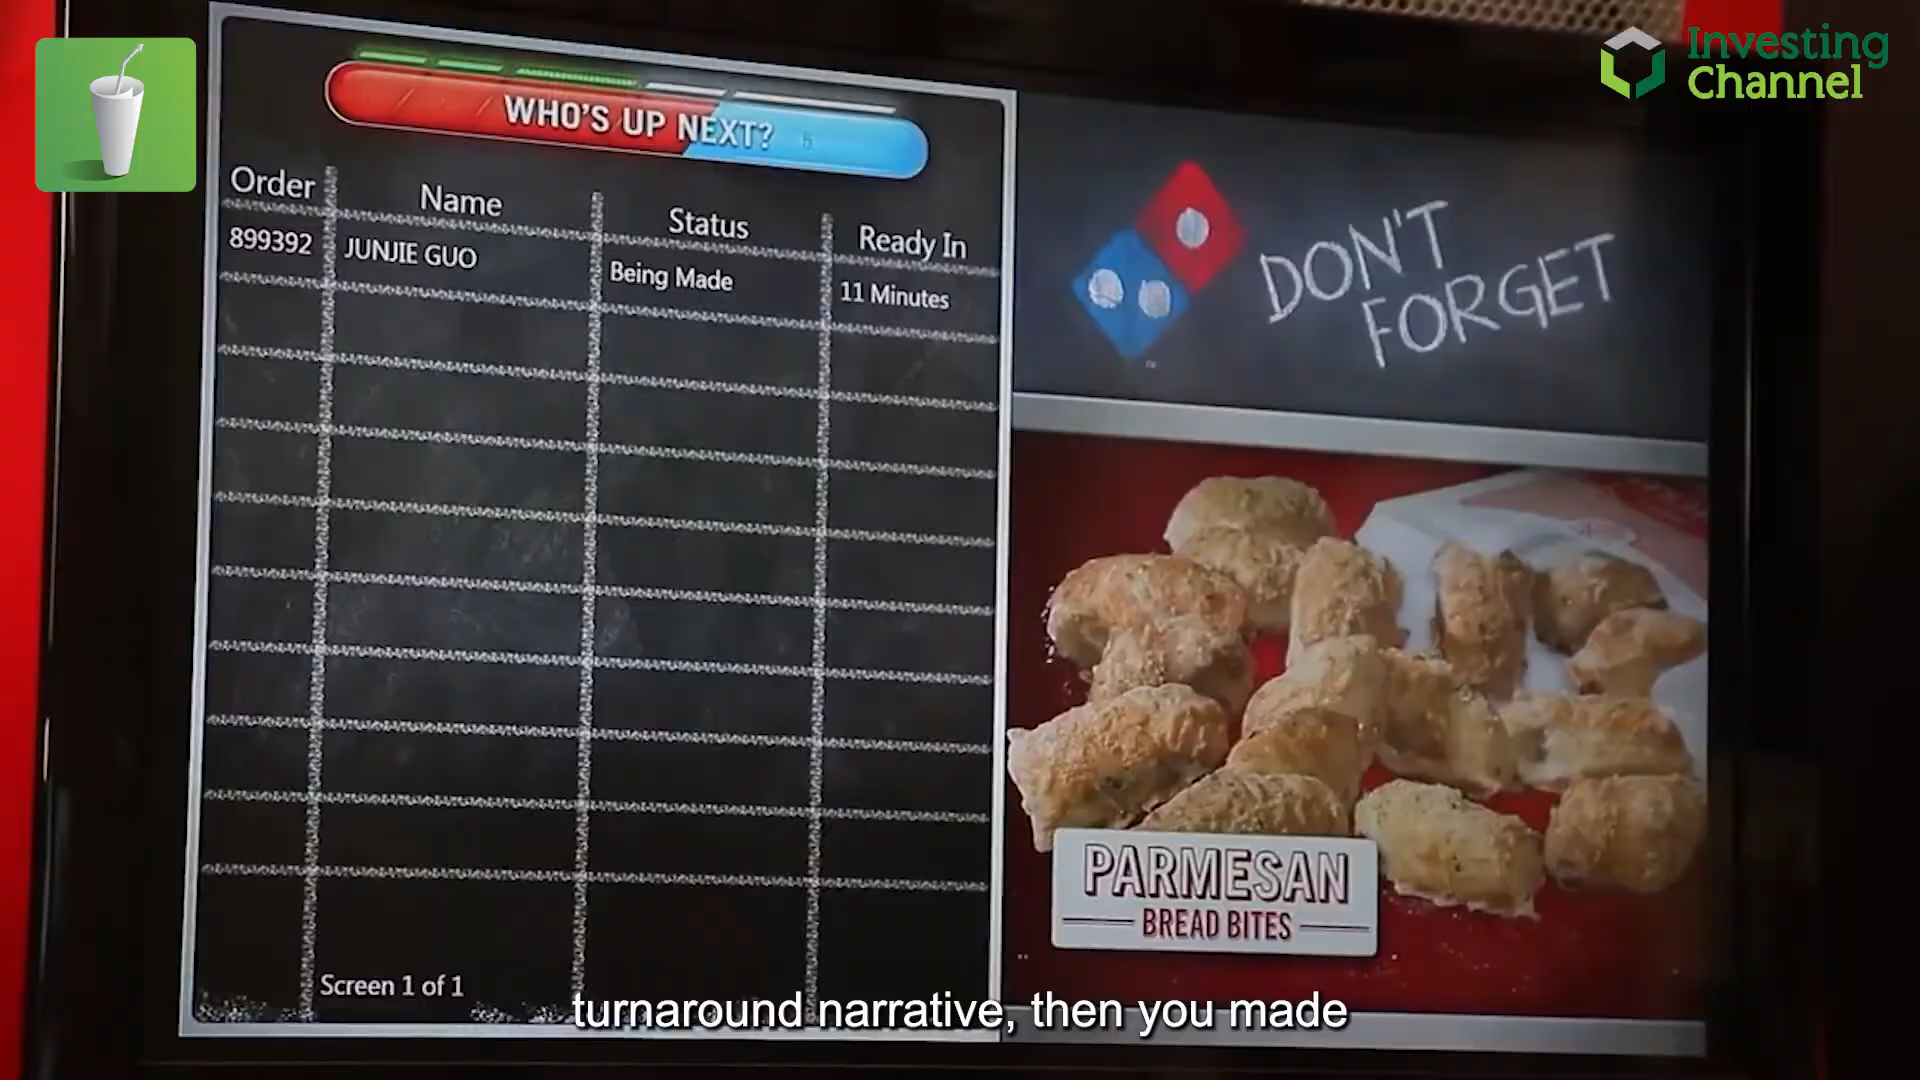 Investing
Channel
WHO'S UP NEXT?
Order Name Status Ready In
899392 JUNJIE GUO Being Made 11 Minutes
Screen 1 of 1
DON'T
FORGET
PARMESAN
BREAD BITES
turnaround narrative, then you made